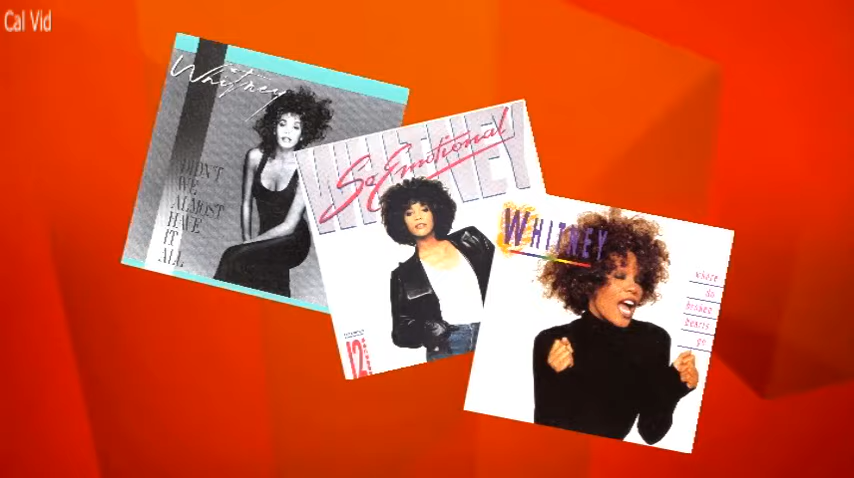 Cal Vid
Whitney
DIDN'T
WE
ALMOST
HAVE
IT
ALL
WHITNEY
So Emotional
12
WHITNEY
where
do
broken
hearts
go